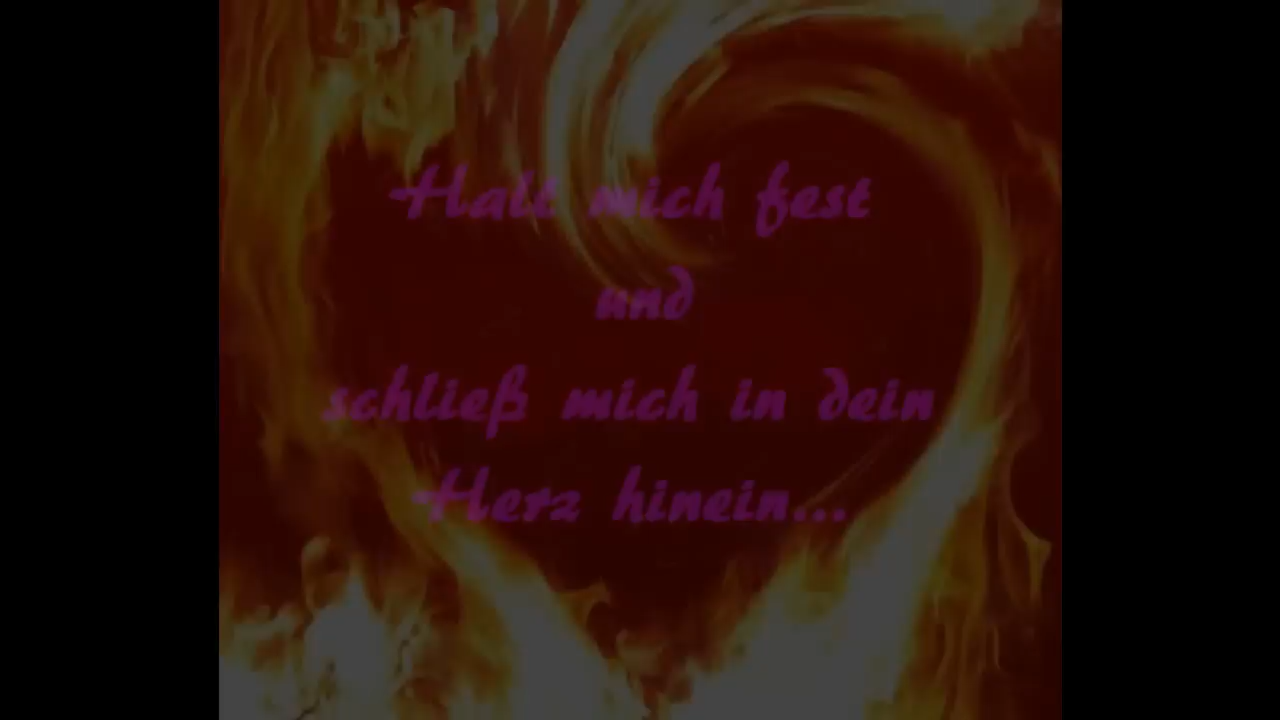 Halt mich fest
und
schließ mich in dein
Herz hinein...